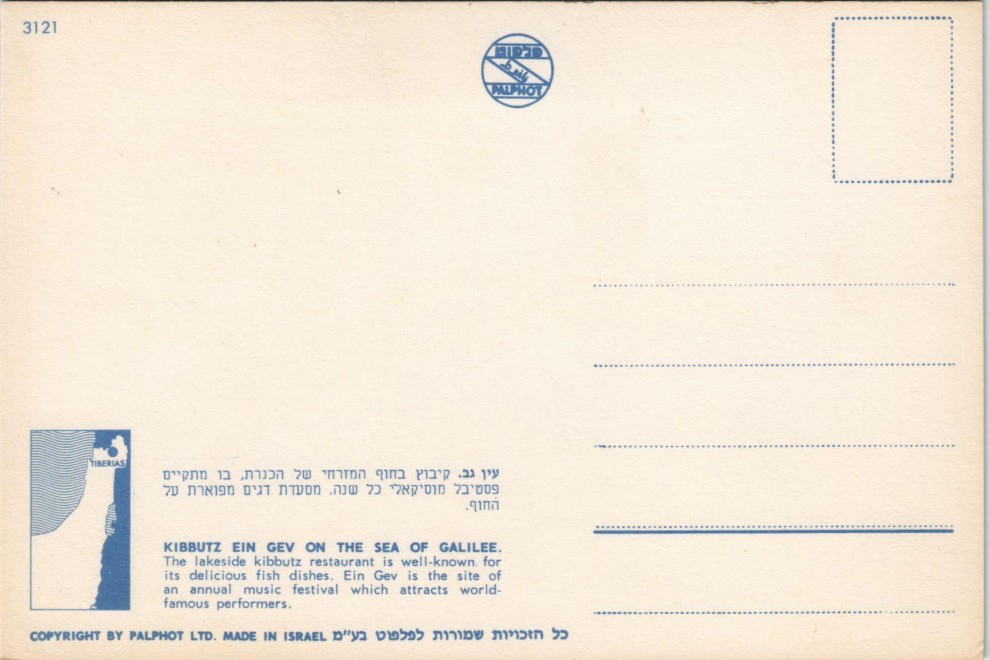 3121
פלפוט
PALPHOT
TIBERIAS
עין גב. קיבוץ בחוף המזרחי של הכנרת, בו מתקיים
פסטיבל מוסיקאלי כל שנה. מסעדת דגים מפוארת על
החוף.
KIBBUTZ EIN GEV ON THE SEA OF GALILEE.
The lakeside kibbutz restaurant is well-known for
its delicious fish dishes. Ein Gev is the site of
an annual music festival which attracts world-
famous performers.
COPYRIGHT BY PALPHOT LTD. MADE IN ISRAEL כל הזכויות שמורות לפלפוט בע"מ